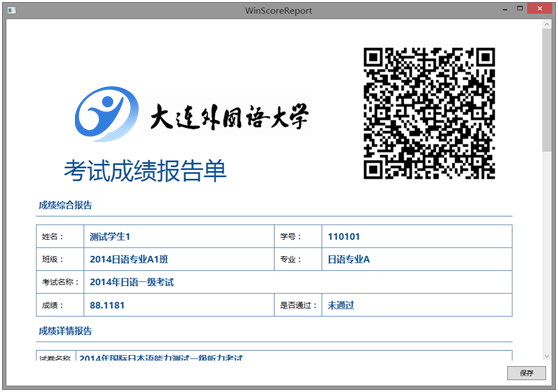 WinScoreReport
大连外国语大学
考试成绩报告单
成绩综合报告
姓名： 测试学生1 学号： 110101
班级： 2014日语专业A1班 专业： 日语专业A
考试名称： 2014年日语一级考试
成绩： 88.1181 是否通过： 未通过
成绩详情报告
试卷名称 2014年国际日本语能力测试一级听力考试
保存